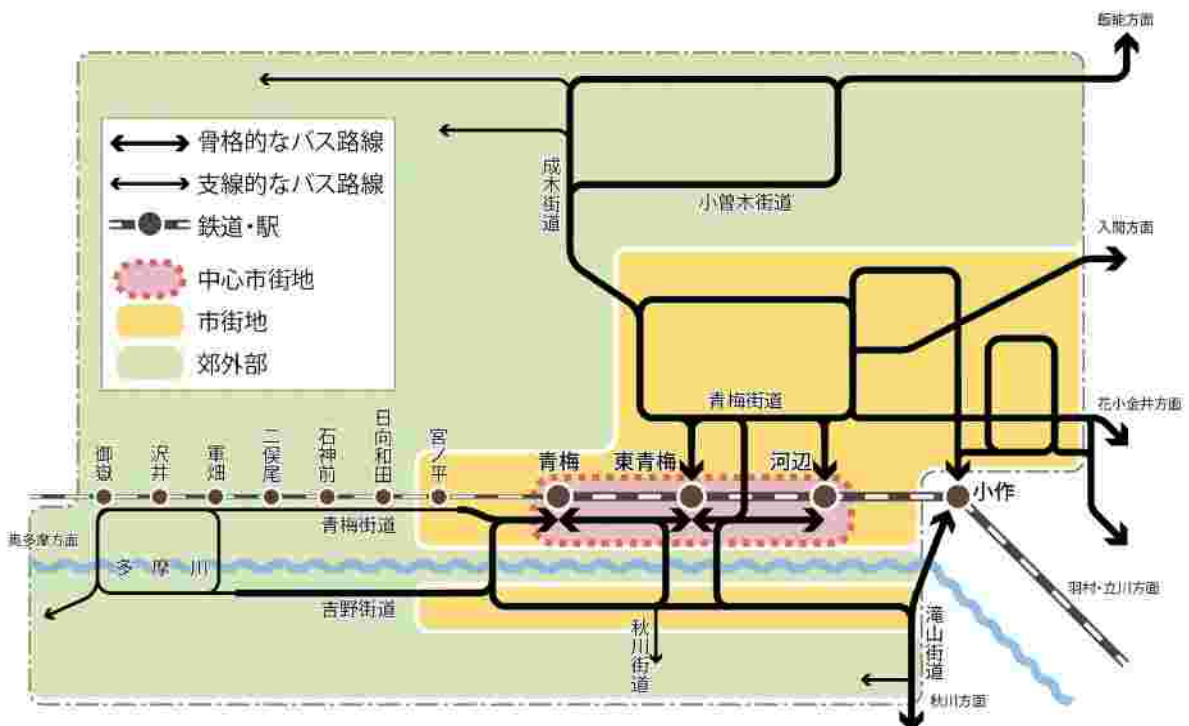 飯能方面
骨格的なバス路線
支線的なバス路線
鉄道・駅
中心市街地
市街地
郊外部
成木街道
小曾木街道
入間方面
青梅街道
花小金井方面
御嶽
沢井
軍畑
二俣尾
石神前
日向和田
宮ノ平
青梅
東青梅
河辺
小作
奥多摩方面
青梅街道
多摩川
吉野街道
秋川街道
滝山街道
羽村・立川方面
秋川方面